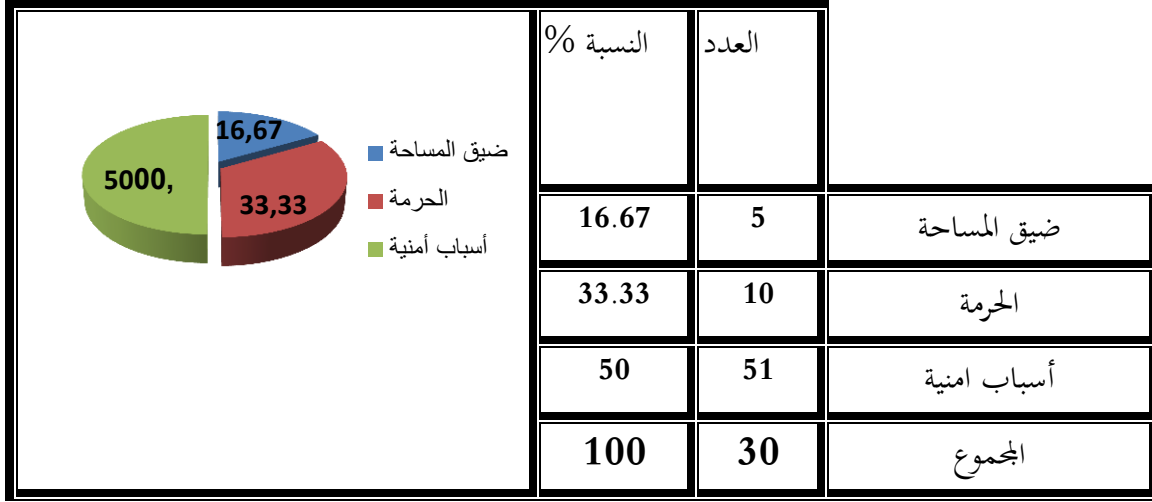 العدد
النسبة %
ضيق المساحة
5
16.67
الحرمة
10
33.33
أسباب امنية
51
50
المجموع
30
100
16,67
33,33
5000,
ضيق المساحة
الحرمة
أسباب أمنية